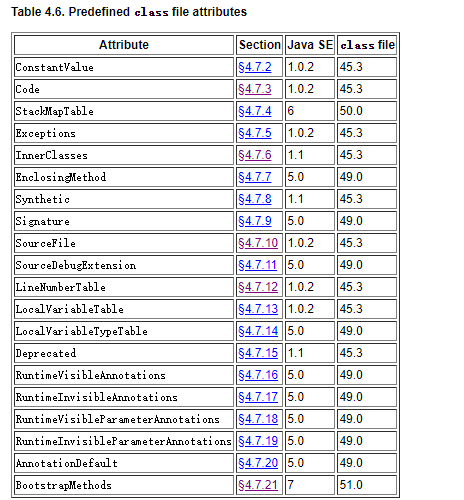 Table 4.6. Predefined class file attributes
Attribute Section Java SE class file
ConstantValue §4.7.2 1.0.2 45.3
Code §4.7.3 1.0.2 45.3
StackMapTable §4.7.4 6 50.0
Exceptions §4.7.5 1.0.2 45.3
InnerClasses §4.7.6 1.1 45.3
EnclosingMethod §4.7.7 5.0 49.0
Synthetic §4.7.8 1.1 45.3
Signature §4.7.9 5.0 49.0
SourceFile §4.7.10 1.0.2 45.3
SourceDebugExtension §4.7.11 5.0 49.0
LineNumberTable §4.7.12 1.0.2 45.3
LocalVariableTable §4.7.13 1.0.2 45.3
LocalVariableTypeTable §4.7.14 5.0 49.0
Deprecated §4.7.15 1.1 45.3
RuntimeVisibleAnnotations §4.7.16 5.0 49.0
RuntimeInvisibleAnnotations §4.7.17 5.0 49.0
RuntimeVisibleParameterAnnotations §4.7.18 5.0 49.0
RuntimeInvisibleParameterAnnotations §4.7.19 5.0 49.0
AnnotationDefault §4.7.20 5.0 49.0
BootstrapMethods §4.7.21 7 51.0